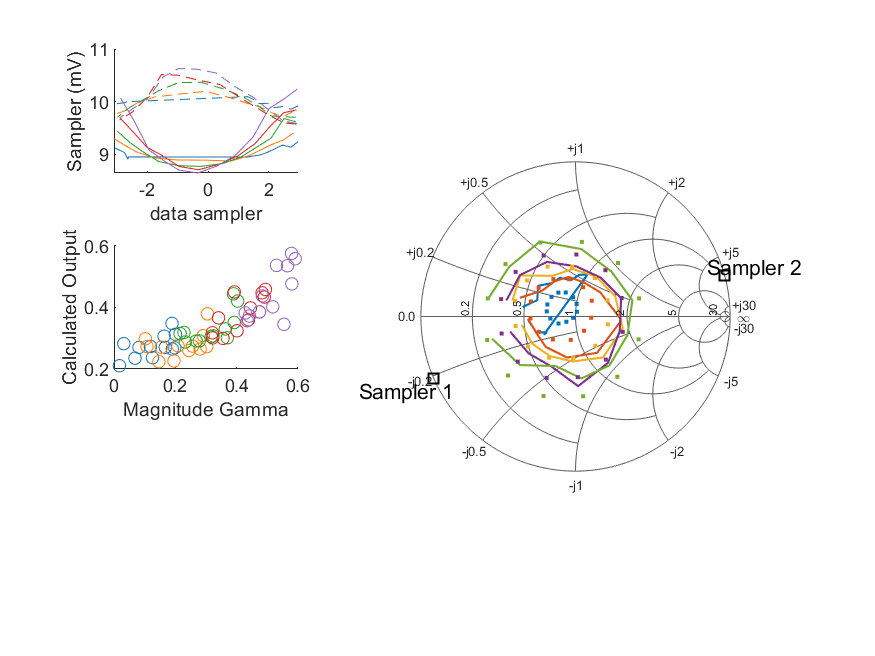 11
10
9
Sampler (mV)
-2
0
2
data sampler
0.6
0.4
0.2
Calculated Output
0
0.2
0.4
0.6
Magnitude Gamma
+j1
+j0.5
+j2
+j0.2
+j5
Sampler 2
0.0
0.2
0.5
1
2
5
30
+j30
∞
-j30
-j0.2
Sampler 1
-j5
-j0.5
-j2
-j1